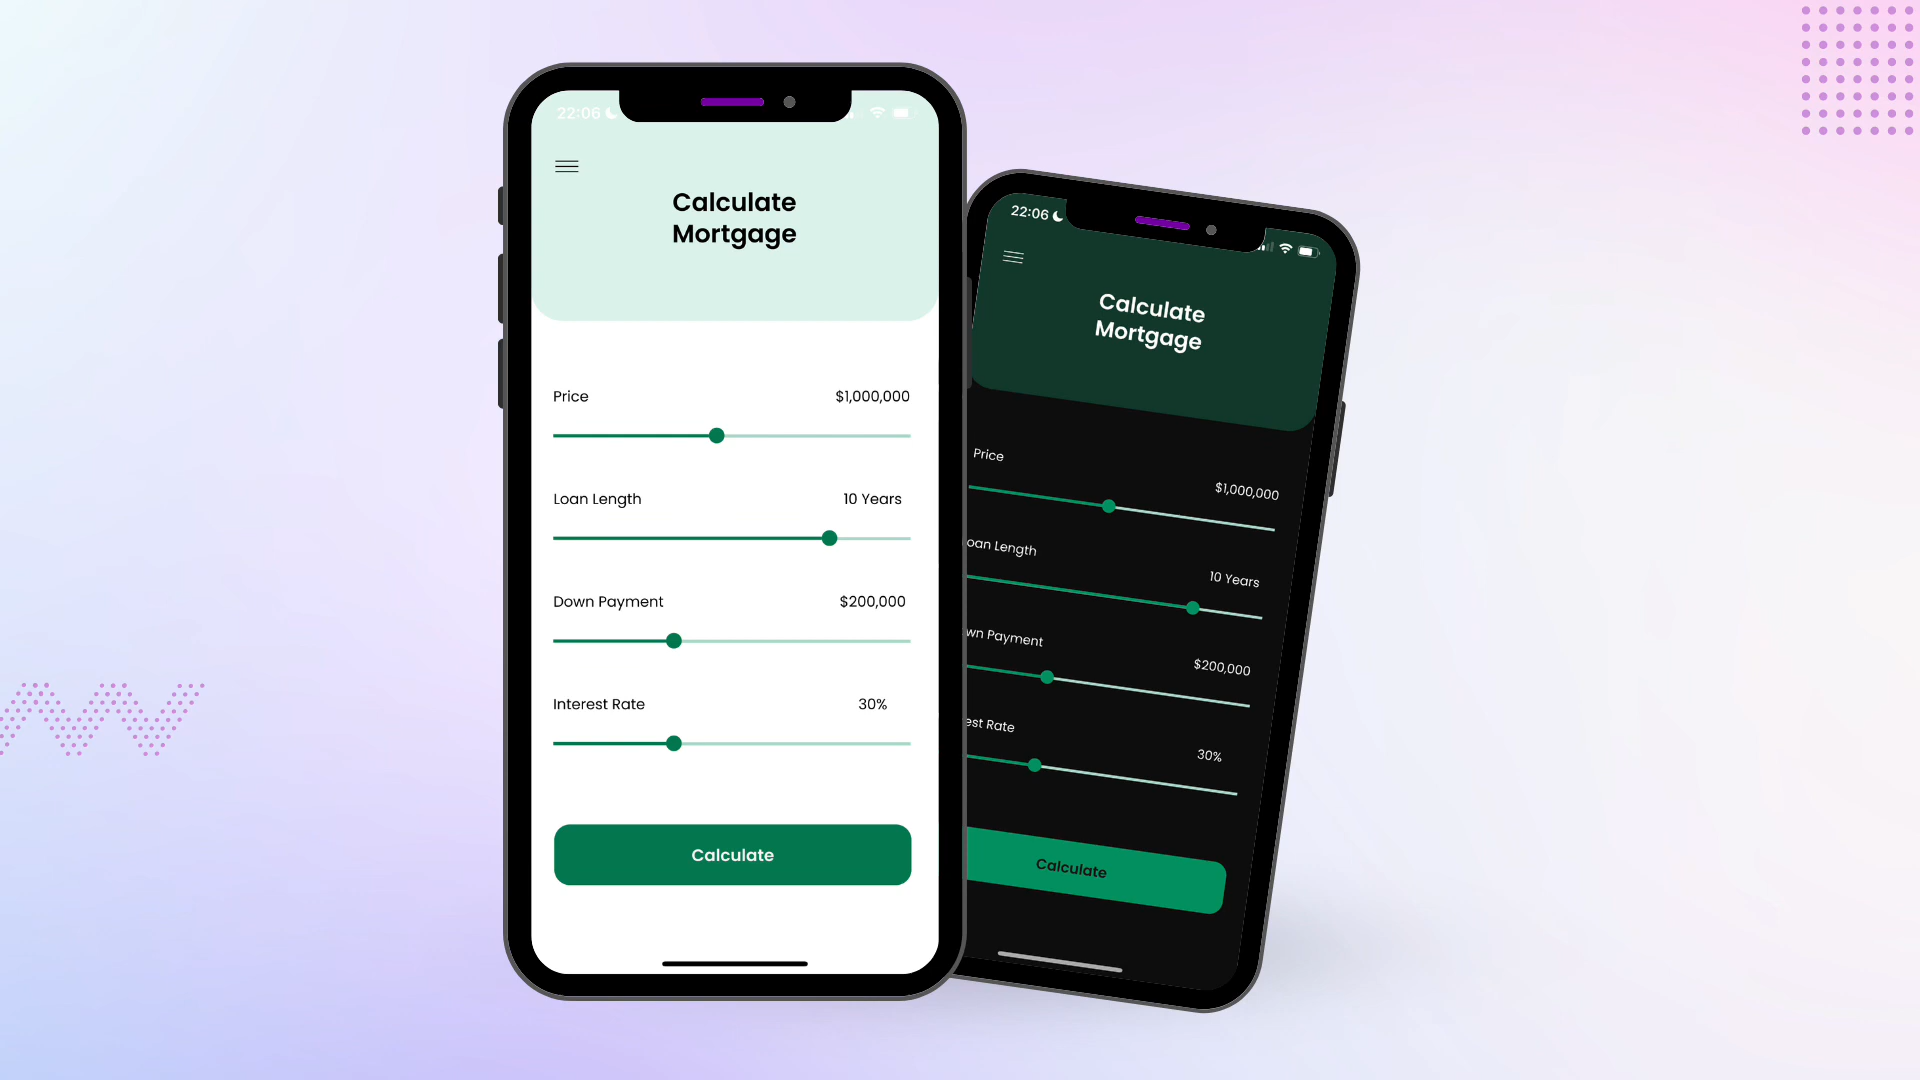 22:06
Calculate
Mortgage
Price $1,000,000
Loan Length 10 Years
Down Payment $200,000
Interest Rate 30%
Calculate
22:06
Calculate
Mortgage
Price $1,000,000
oan Length 10 Years
wn Payment $200,000
est Rate 30%
Calculate